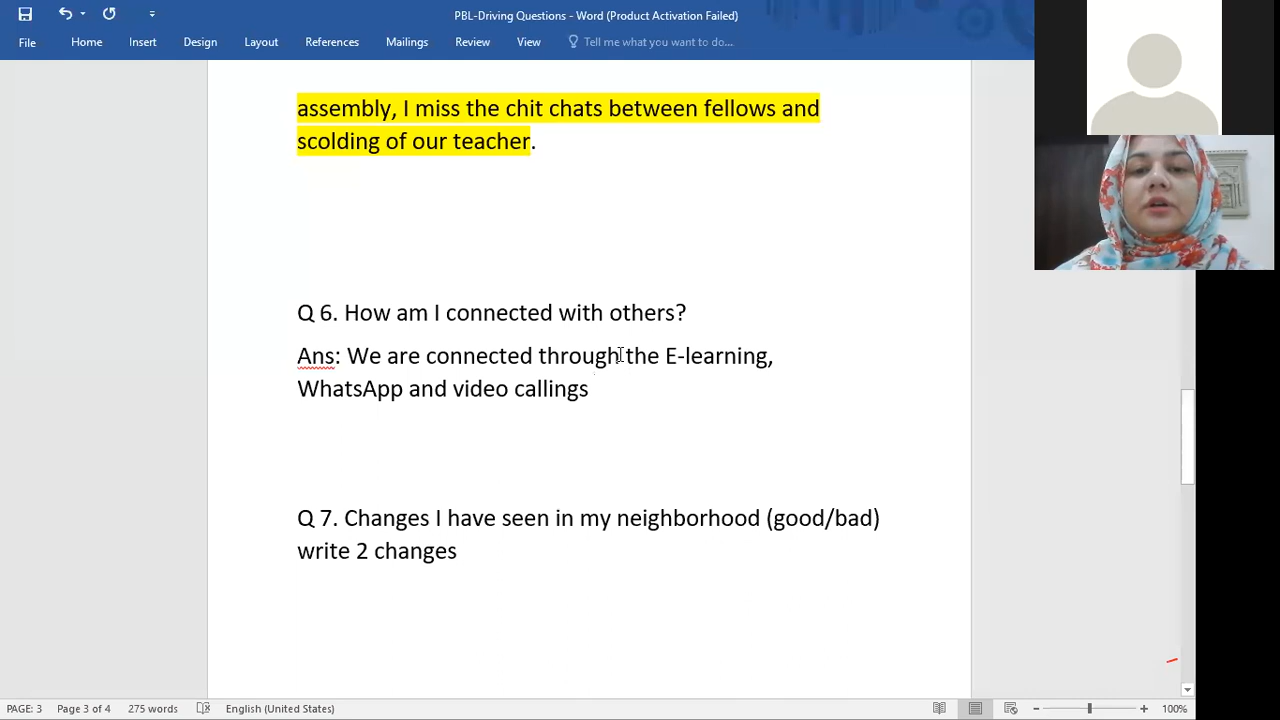 PBL-Driving Questions - Word (Product Activation Failed)
File Home Insert Design Layout References Mailings Review View Tell me what you want to do...
assembly, I miss the chit chats between fellows and
scolding of our teacher.
Q 6. How am I connected with others?
Ans: We are connected through the E-learning,
WhatsApp and video callings
Q 7. Changes I have seen in my neighborhood (good/bad)
write 2 changes
PAGE: 3 Page 3 of 4 275 words English (United States) 100%